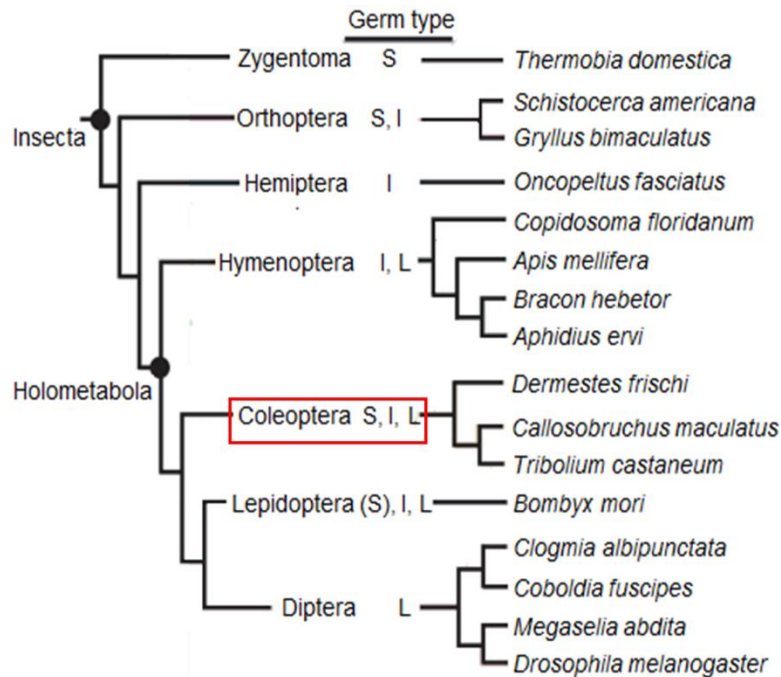 Germ type
Zygentoma S Thermobia domestica
Schistocerca americana
Orthoptera S, I
Insecta
Gryllus bimaculatus
Hemiptera I Oncopeltus fasciatus
Copidosoma floridanum
Hymenoptera I, L Apis mellifera
Bracon hebetor
Aphidius ervi
Holometabola
Dermestes frischi
Coleoptera S, I, L
Callosobruchus maculatus
Tribolium castaneum
Lepidoptera (S), I, L Bombyx mori
Clogmia albipunctata
Coboldia fuscipes
Diptera L
Megaselia abdita
Drosophila melanogaster